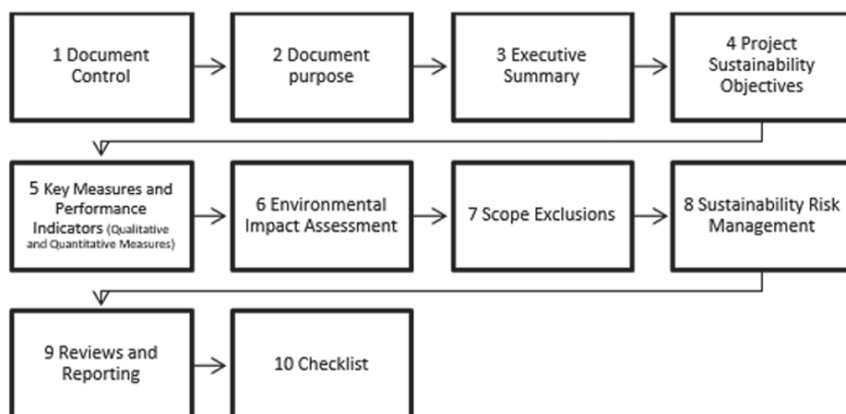 1 Document
Control
2 Document
purpose
3 Executive
Summary
4 Project
Sustainability
Objectives
5 Key Measures and
Performance
Indicators (Qualitative
and Quantitative Measures)
6 Environmental
Impact Assessment
7 Scope Exclusions
8 Sustainability Risk
Management
9 Reviews and
Reporting
10 Checklist